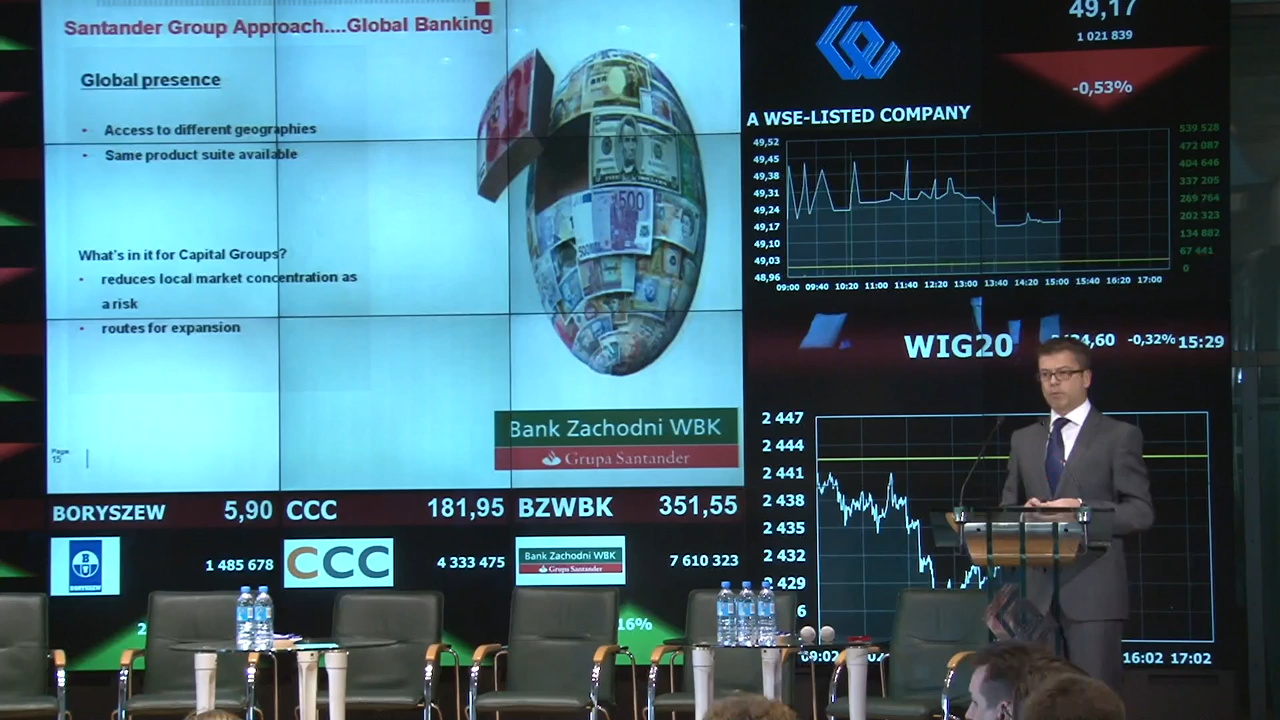 Santander Group Approach....Global Banking
Global presence
• Access to different geographies
• Same product suite available
What's in it for Capital Groups?
• reduces local market concentration as
a risk
• routes for expansion
500
Page
15
Bank Zachodni WBK
Grupa Santander
BORYSZEW 5,90
CCC 181,95
BZWBK 351,55
BORYSZEW
1 485 678
CCC
4 333 475
Bank Zachodni WBK
Grupa Santander
7 610 323
16%
49,17
1 021 839
-0,53%
A WSE-LISTED COMPANY
49,52
49,45
49,38
49,31
49,24
49,17
49,10
49,03
48,96
539 528
472 087
404 646
337 205
269 764
202 323
134 882
67 441
0
09:00 09:40 10:20 11:00 11:40 12:20 13:00 13:40 14:20 15:00 15:40 16:20 17:00
WIG20
-0,32% 15:29
2 447
2 444
2 441
2 438
2 435
2 432
2 429
6
09:02
16:02 17:02